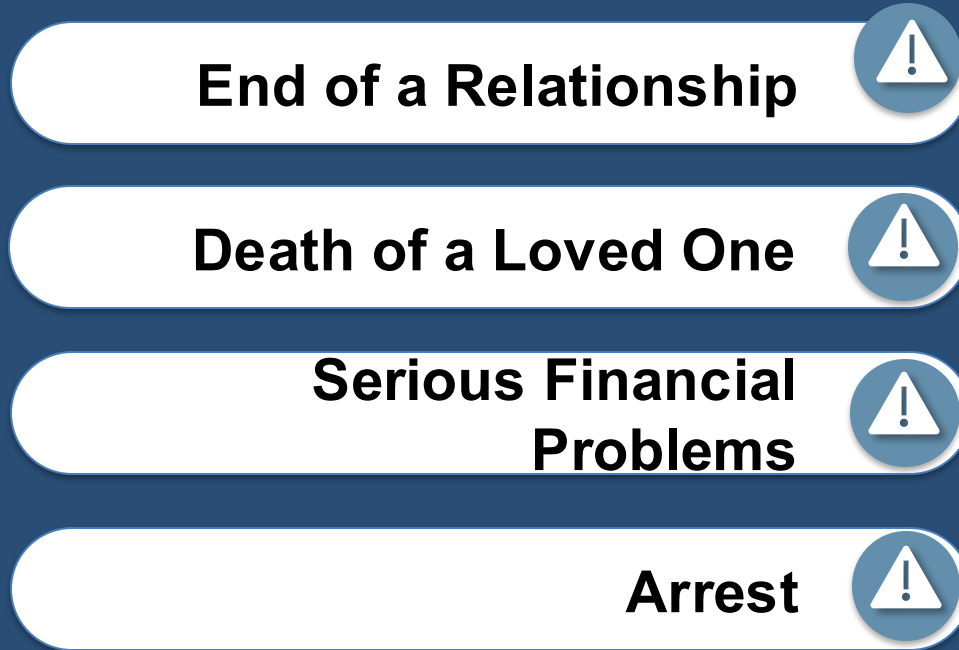 End of a Relationship
Death of a Loved One
Serious Financial
Problems
Arrest